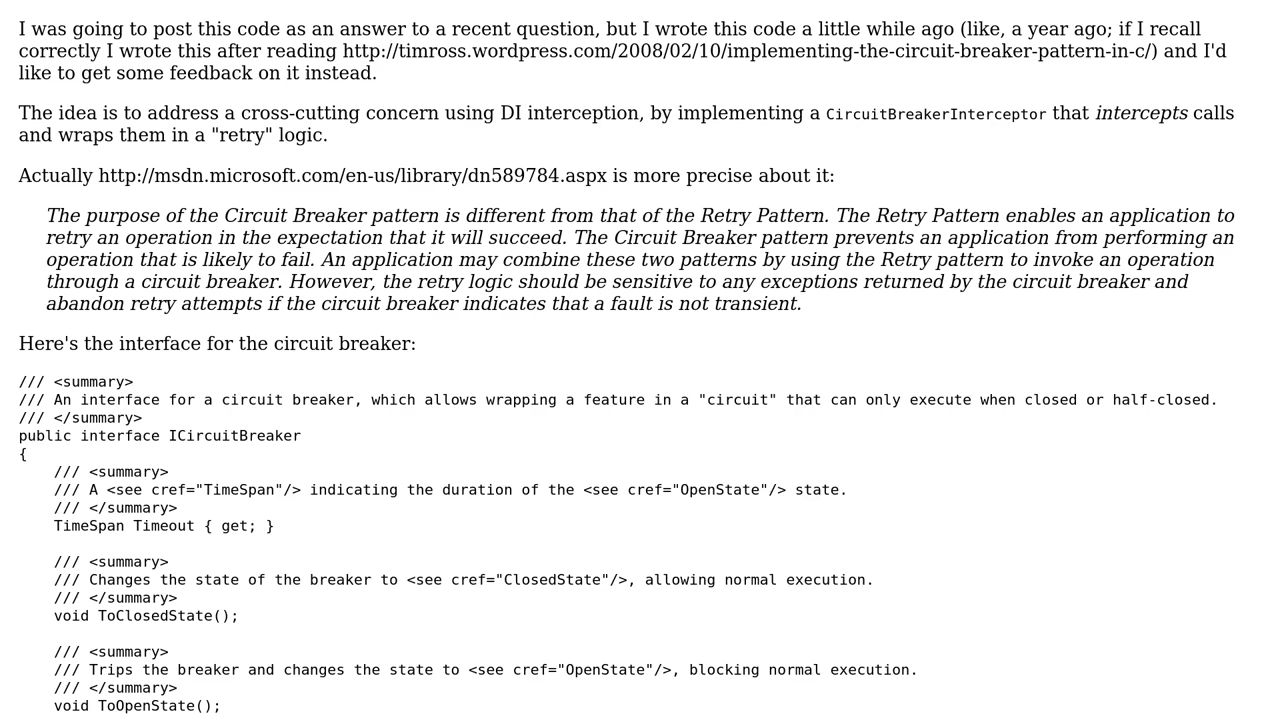 I was going to post this code as an answer to a recent question, but I wrote this code a little while ago (like, a year ago; if I recall
correctly I wrote this after reading http://timross.wordpress.com/2008/02/10/implementing-the-circuit-breaker-pattern-in-c/) and I'd
like to get some feedback on it instead.
The idea is to address a cross-cutting concern using DI interception, by implementing a CircuitBreakerInterceptor that intercepts calls
and wraps them in a "retry" logic.
Actually http://msdn.microsoft.com/en-us/library/dn589784.aspx is more precise about it:
The purpose of the Circuit Breaker pattern is different from that of the Retry Pattern. The Retry Pattern enables an application to
retry an operation in the expectation that it will succeed. The Circuit Breaker pattern prevents an application from performing an
operation that is likely to fail. An application may combine these two patterns by using the Retry pattern to invoke an operation
through a circuit breaker. However, the retry logic should be sensitive to any exceptions returned by the circuit breaker and
abandon retry attempts if the circuit breaker indicates that a fault is not transient.
Here's the interface for the circuit breaker:
/// <summary>
/// An interface for a circuit breaker, which allows wrapping a feature in a "circuit" that can only execute when closed or half-closed.
/// </summary>
public interface ICircuitBreaker
{
    /// <summary>
    /// A <see cref="TimeSpan"/> indicating the duration of the <see cref="OpenState"/> state.
    /// </summary>
    TimeSpan Timeout { get; }
    /// <summary>
    /// Changes the state of the breaker to <see cref="ClosedState"/>, allowing normal execution.
    /// </summary>
    void ToClosedState();
    /// <summary>
    /// Trips the breaker and changes the state to <see cref="OpenState"/>, blocking normal execution.
    /// </summary>
    void ToOpenState();